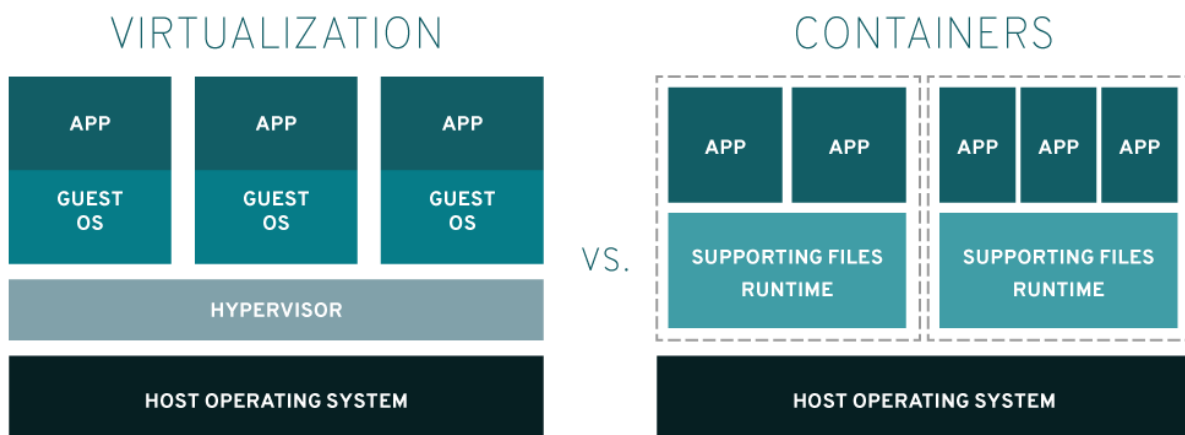 VIRTUALIZATION
APP
APP
APP
GUEST
OS
GUEST
OS
GUEST
OS
HYPERVISOR
HOST OPERATING SYSTEM
VS.
CONTAINERS
APP
APP
APP
APP
APP
SUPPORTING FILES
RUNTIME
SUPPORTING FILES
RUNTIME
HOST OPERATING SYSTEM